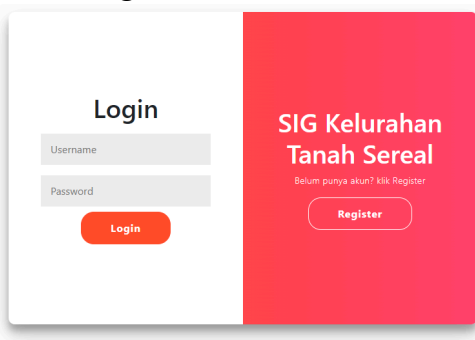 Login
Username
Password
Login
SIG Kelurahan
Tanah Sereal
Belum punya akun? klik Register
Register